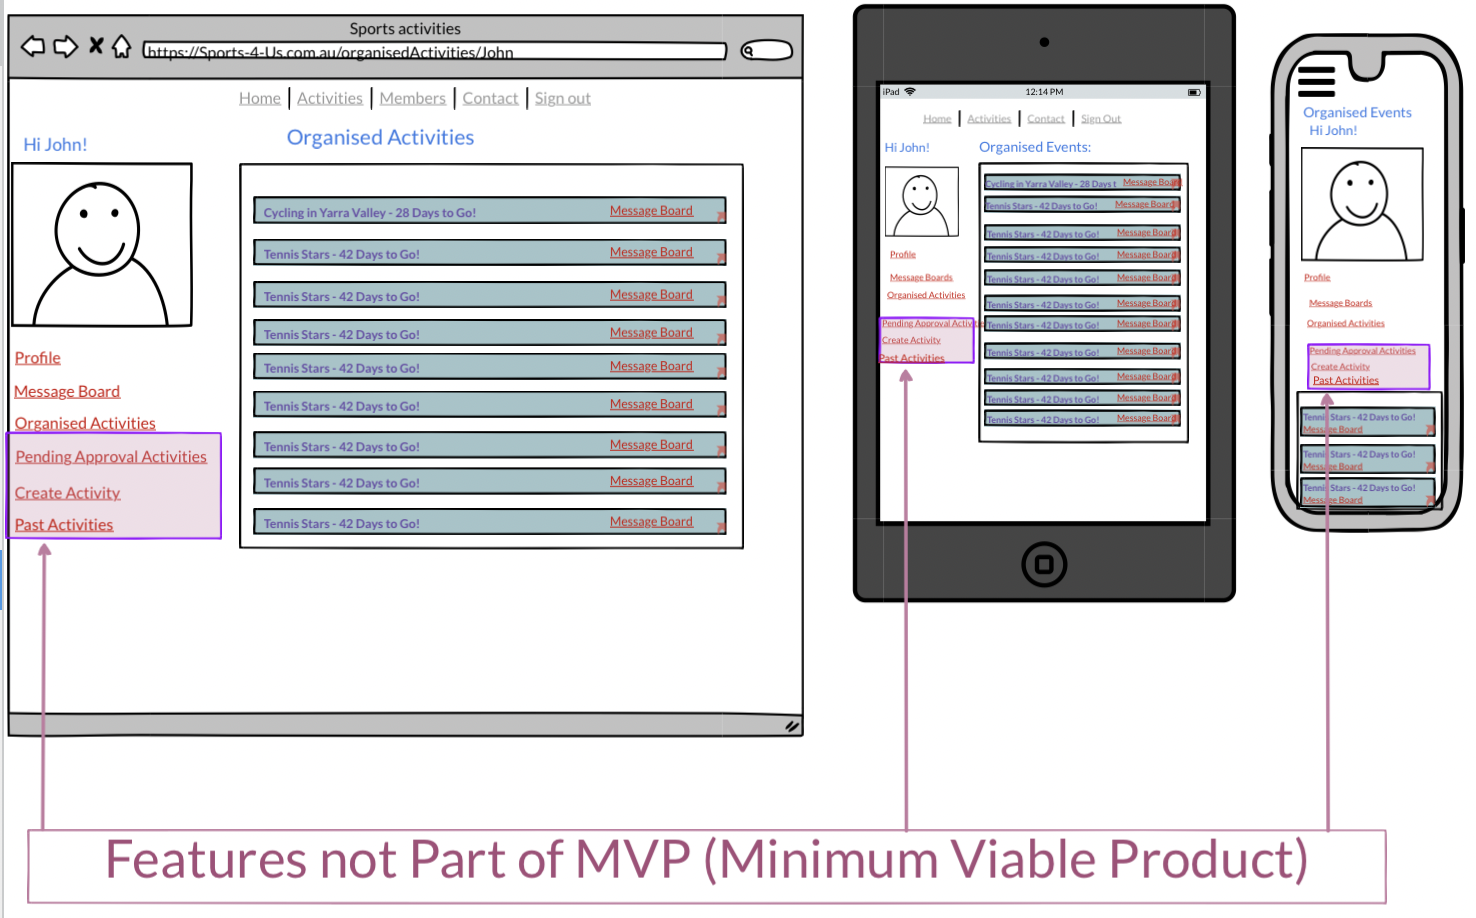 Sports activities
https://Sports-4-Us.com.au/organisedActivities/John
Home | Activities | Members | Contact | Sign out
Hi John!
Organised Activities
Cycling in Yarra Valley - 28 Days to Go! Message Board
Tennis Stars - 42 Days to Go! Message Board
Tennis Stars - 42 Days to Go! Message Board
Tennis Stars - 42 Days to Go! Message Board
Tennis Stars - 42 Days to Go! Message Board
Tennis Stars - 42 Days to Go! Message Board
Tennis Stars - 42 Days to Go! Message Board
Tennis Stars - 42 Days to Go! Message Board
Tennis Stars - 42 Days to Go! Message Board
Profile
Message Board
Organised Activities
Pending Approval Activities
Create Activity
Past Activities
iPad 12:14 PM
Home | Activities | Contact | Sign Out
Hi John!
Organised Events:
Cycling in Yarra Valley - 28 Days t Message Board
Tennis Stars - 42 Days to Go! Message Board
Tennis Stars - 42 Days to Go! Message Board
Tennis Stars - 42 Days to Go! Message Board
Tennis Stars - 42 Days to Go! Message Board
Tennis Stars - 42 Days to Go! Message Board
Tennis Stars - 42 Days to Go! Message Board
Tennis Stars - 42 Days to Go! Message Board
Tennis Stars - 42 Days to Go! Message Board
Tennis Stars - 42 Days to Go! Message Board
Tennis Stars - 42 Days to Go! Message Board
Profile
Message Boards
Organised Activities
Pending Approval Activiti
Create Activity
Past Activities
Organised Events
Hi John!
Profile
Message Boards
Organised Activities
Pending Approval Activities
Create Activity
Past Activities
Tennis Stars - 42 Days to Go!
Message Board
Tennis Stars - 42 Days to Go!
Message Board
Tennis Stars - 42 Days to Go!
Message Board
Features not Part of MVP (Minimum Viable Product)